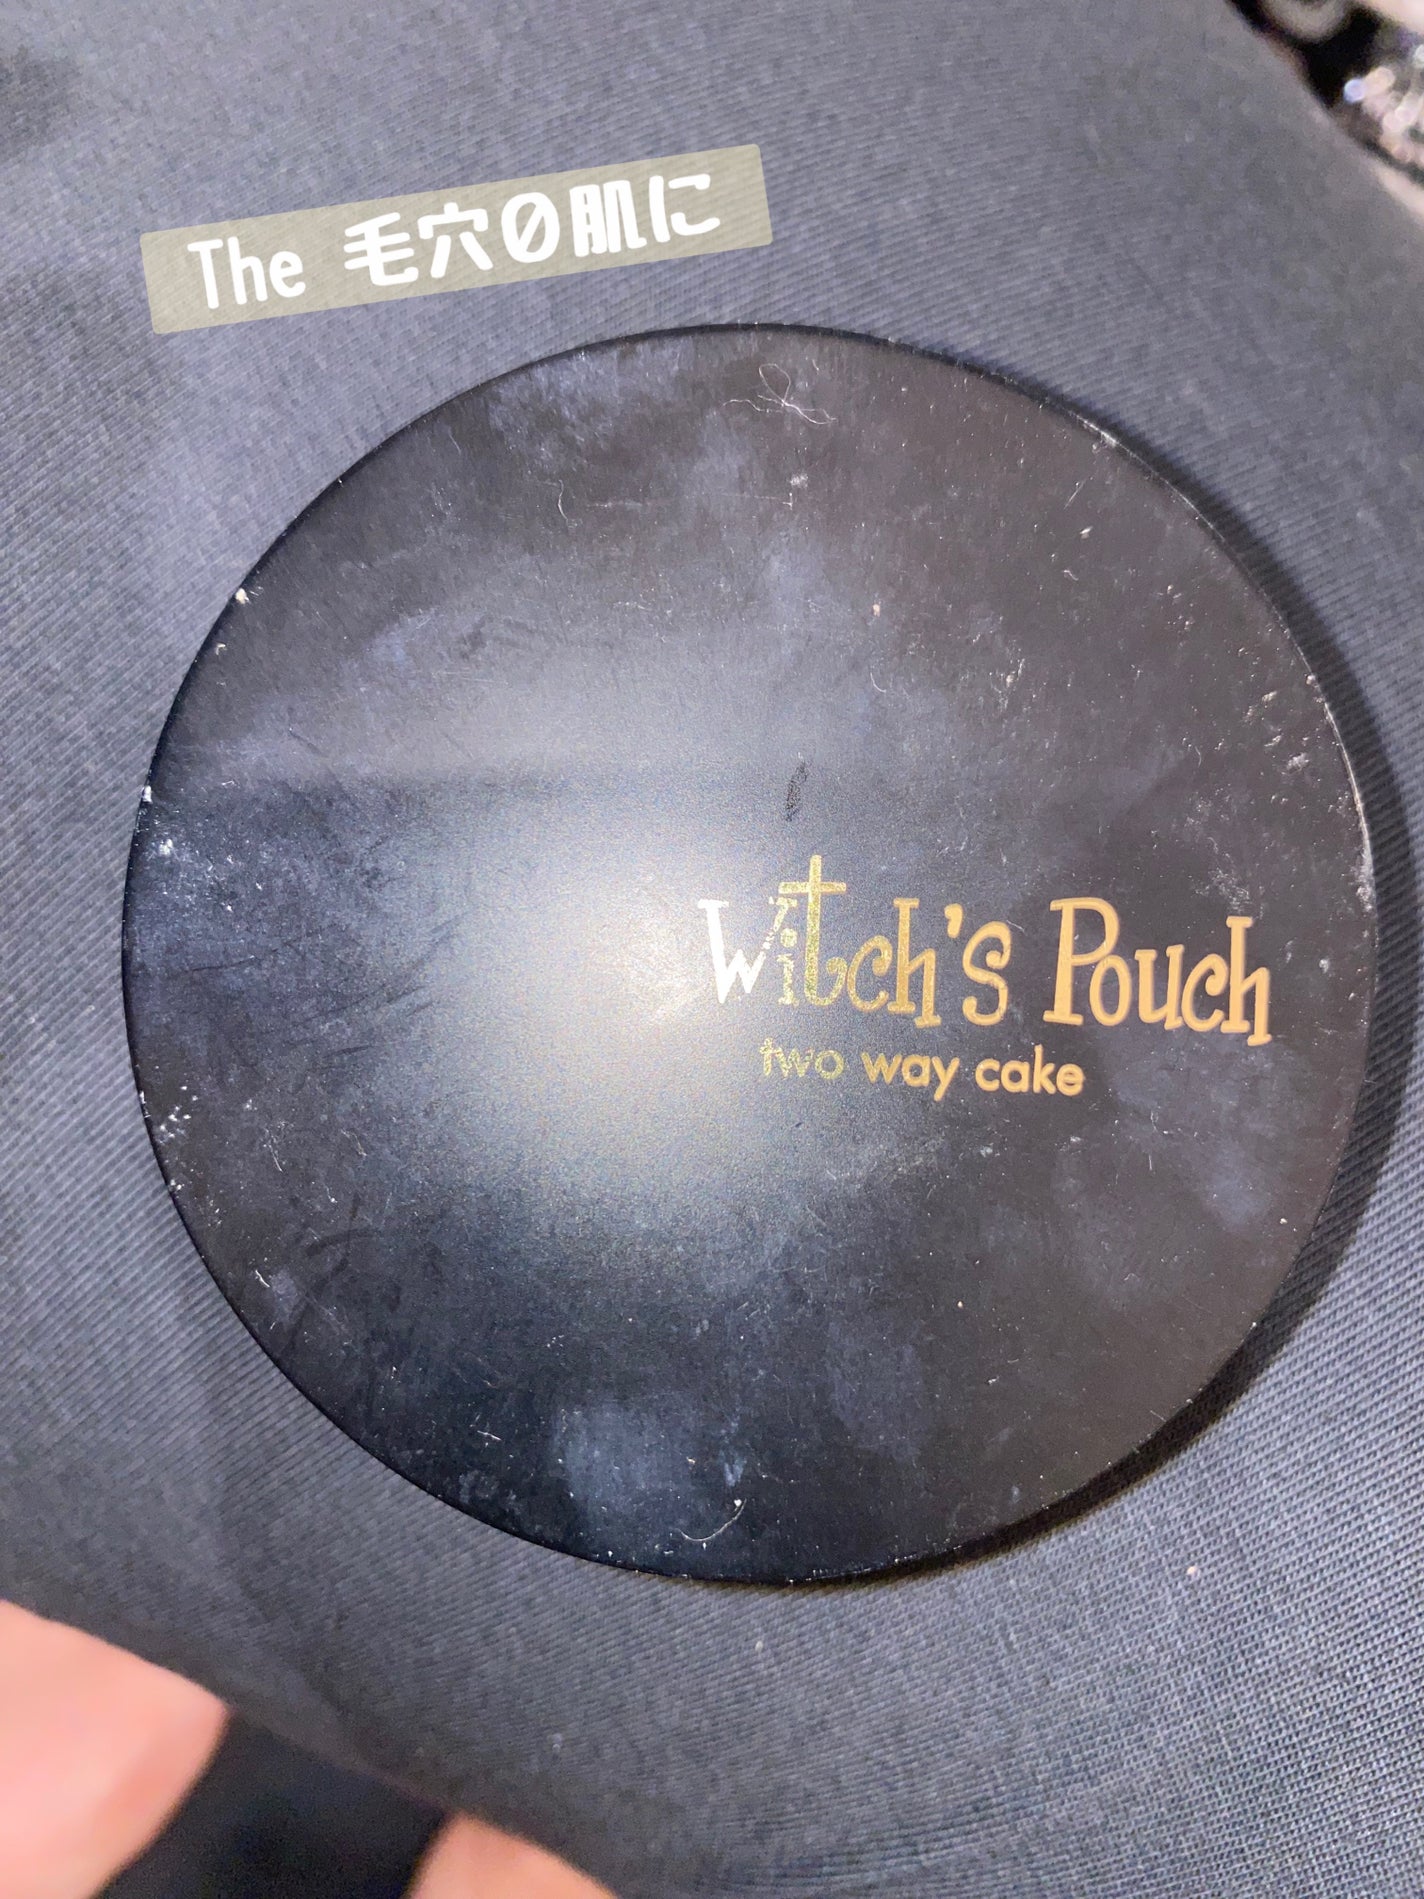 The 毛穴0肌に
Witch's Pouch
two way cake